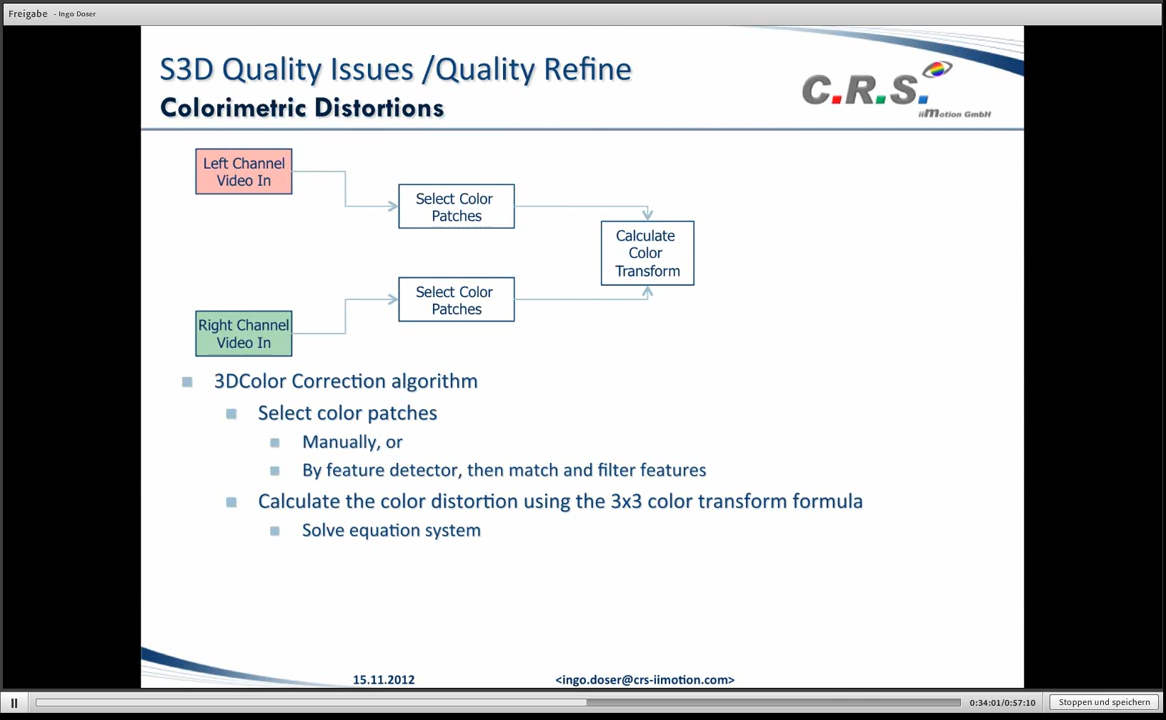 Freigabe - Ingo Doser
S3D Quality Issues /Quality Refine
Colorimetric Distortions
C.R.S.
iiMotion GmbH
Left Channel
Video In
Select Color
Patches
Calculate
Color
Transform
Select Color
Patches
Right Channel
Video In
3DColor Correction algorithm
Select color patches
Manually, or
By feature detector, then match and filter features
Calculate the color distortion using the 3x3 color transform formula
Solve equation system
15.11.2012
<ingo.doser@crs-iimotion.com>
0:34:01/0:57:10
Stoppen und speichern